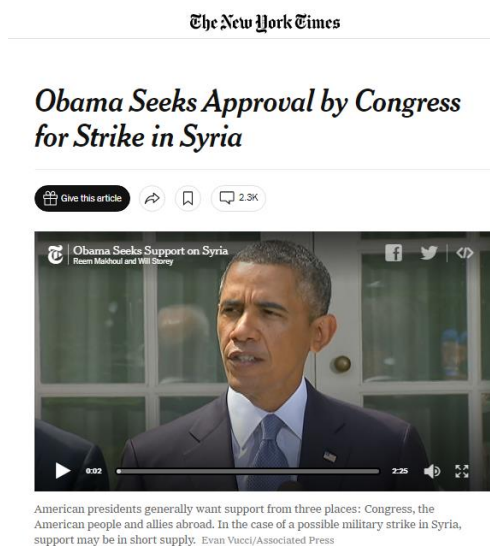 The New York Times
Obama Seeks Approval by Congress
for Strike in Syria
Give this article
2.3K
Obama Seeks Support on Syria
Reem Makhoul and Will Storey
0:02
2:25
American presidents generally want support from three places: Congress, the
American people and allies abroad. In the case of a possible military strike in Syria,
support may be in short supply. Evan Vucci/Associated Press